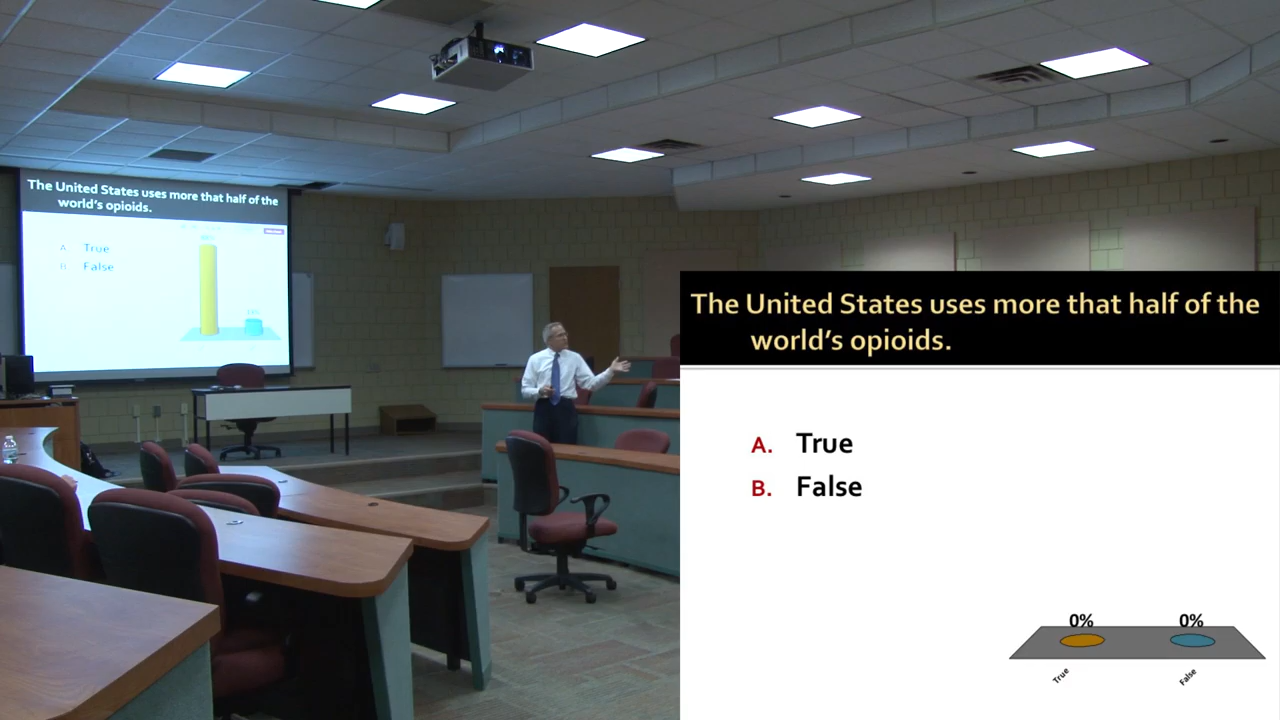 The United States uses more that half of the
world's opioids.
A. True
B. False
The United States uses more that half of the
world's opioids.
A. True
B. False
0% 0%
True False